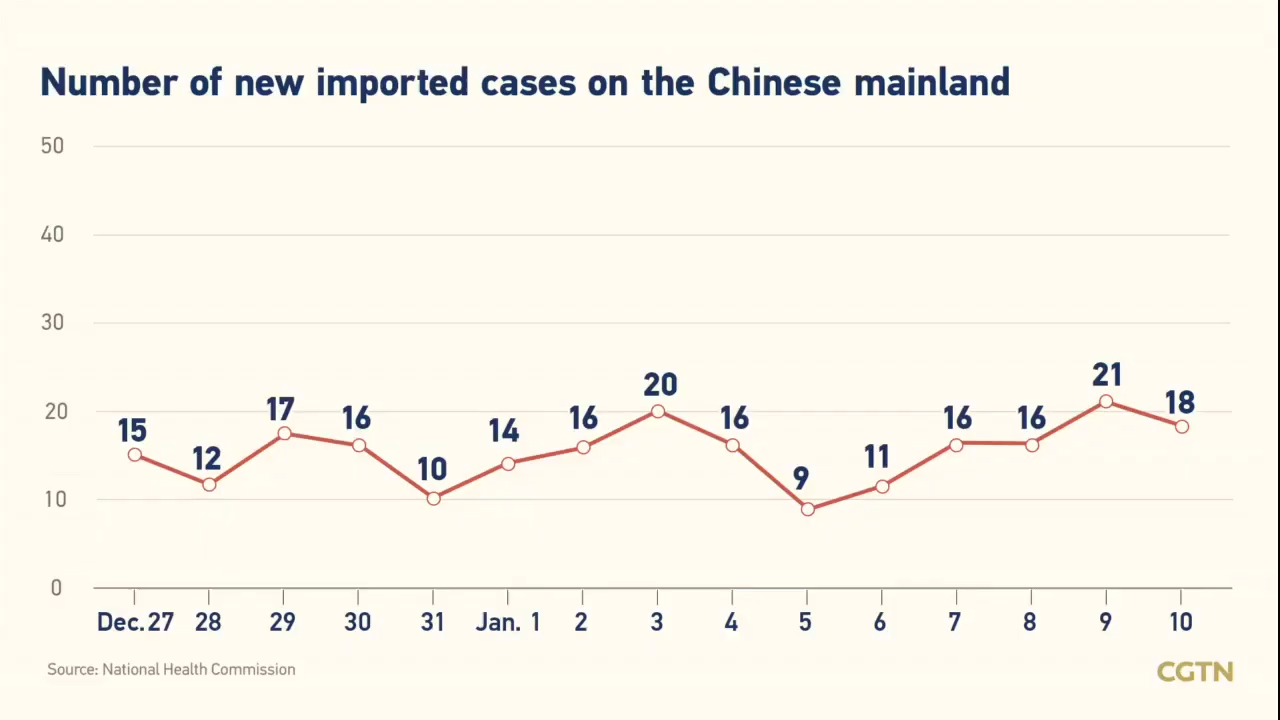 Number of new imported cases on the Chinese mainland
50
40
30
20
10
0
15 12 17 16 10 14 16 20 16 9 11 16 16 21 18
Dec. 27 28 29 30 31 Jan. 1 2 3 4 5 6 7 8 9 10
Source: National Health Commission
CGTN